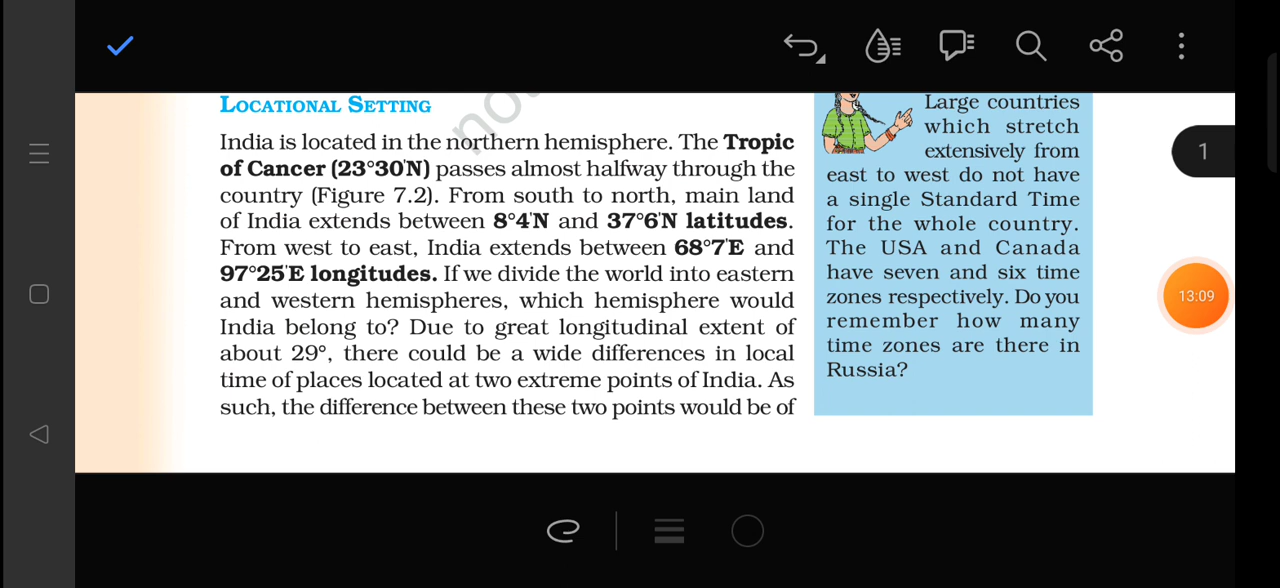 LOCATIONAL SETTING
India is located in the northern hemisphere. The Tropic
of Cancer (23°30'N) passes almost halfway through the
country (Figure 7.2). From south to north, main land
of India extends between 8°4'N and 37°6'N latitudes.
From west to east, India extends between 68°7'E and
97°25'E longitudes. If we divide the world into eastern
and western hemispheres, which hemisphere would
India belong to? Due to great longitudinal extent of
about 29°, there could be a wide differences in local
time of places located at two extreme points of India. As
such, the difference between these two points would be of
Large countries
which stretch
extensively from
east to west do not have
a single Standard Time
for the whole country.
The USA and Canada
have seven and six time
zones respectively. Do you
remember how many
time zones are there in
Russia?
1
13:09